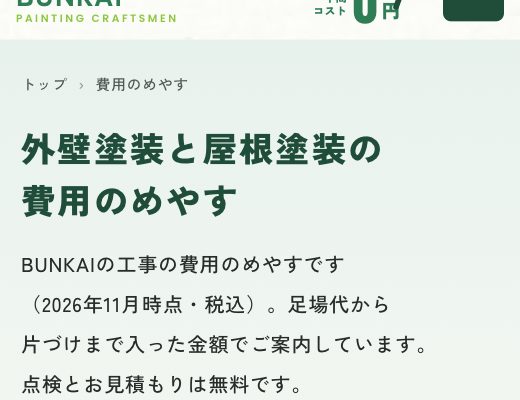 BUNKAI
PAINTING CRAFTSMEN
コスト 0円
トップ › 費用のめやす
外壁塗装と屋根塗装の
費用のめやす
BUNKAIの工事の費用のめやすです
（2026年11月時点・税込）。足場代から
片づけまで入った金額でご案内しています。
点検とお見積もりは無料です。